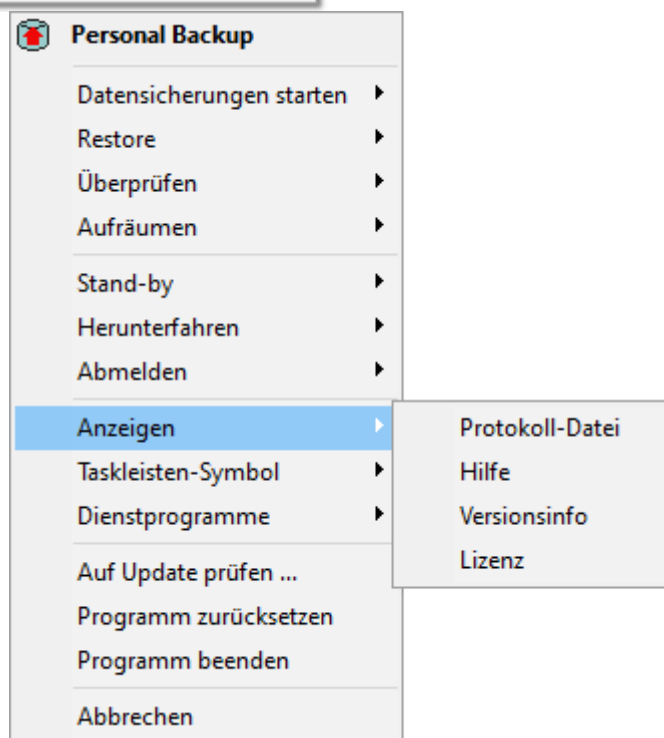 Personal Backup
Datensicherungen starten
Restore
Überprüfen
Aufräumen
Stand-by
Herunterfahren
Abmelden
Anzeigen
Protokoll-Datei
Taskleisten-Symbol
Hilfe
Dienstprogramme
Versionsinfo
Auf Update prüfen ...
Lizenz
Programm zurücksetzen
Programm beenden
Abbrechen